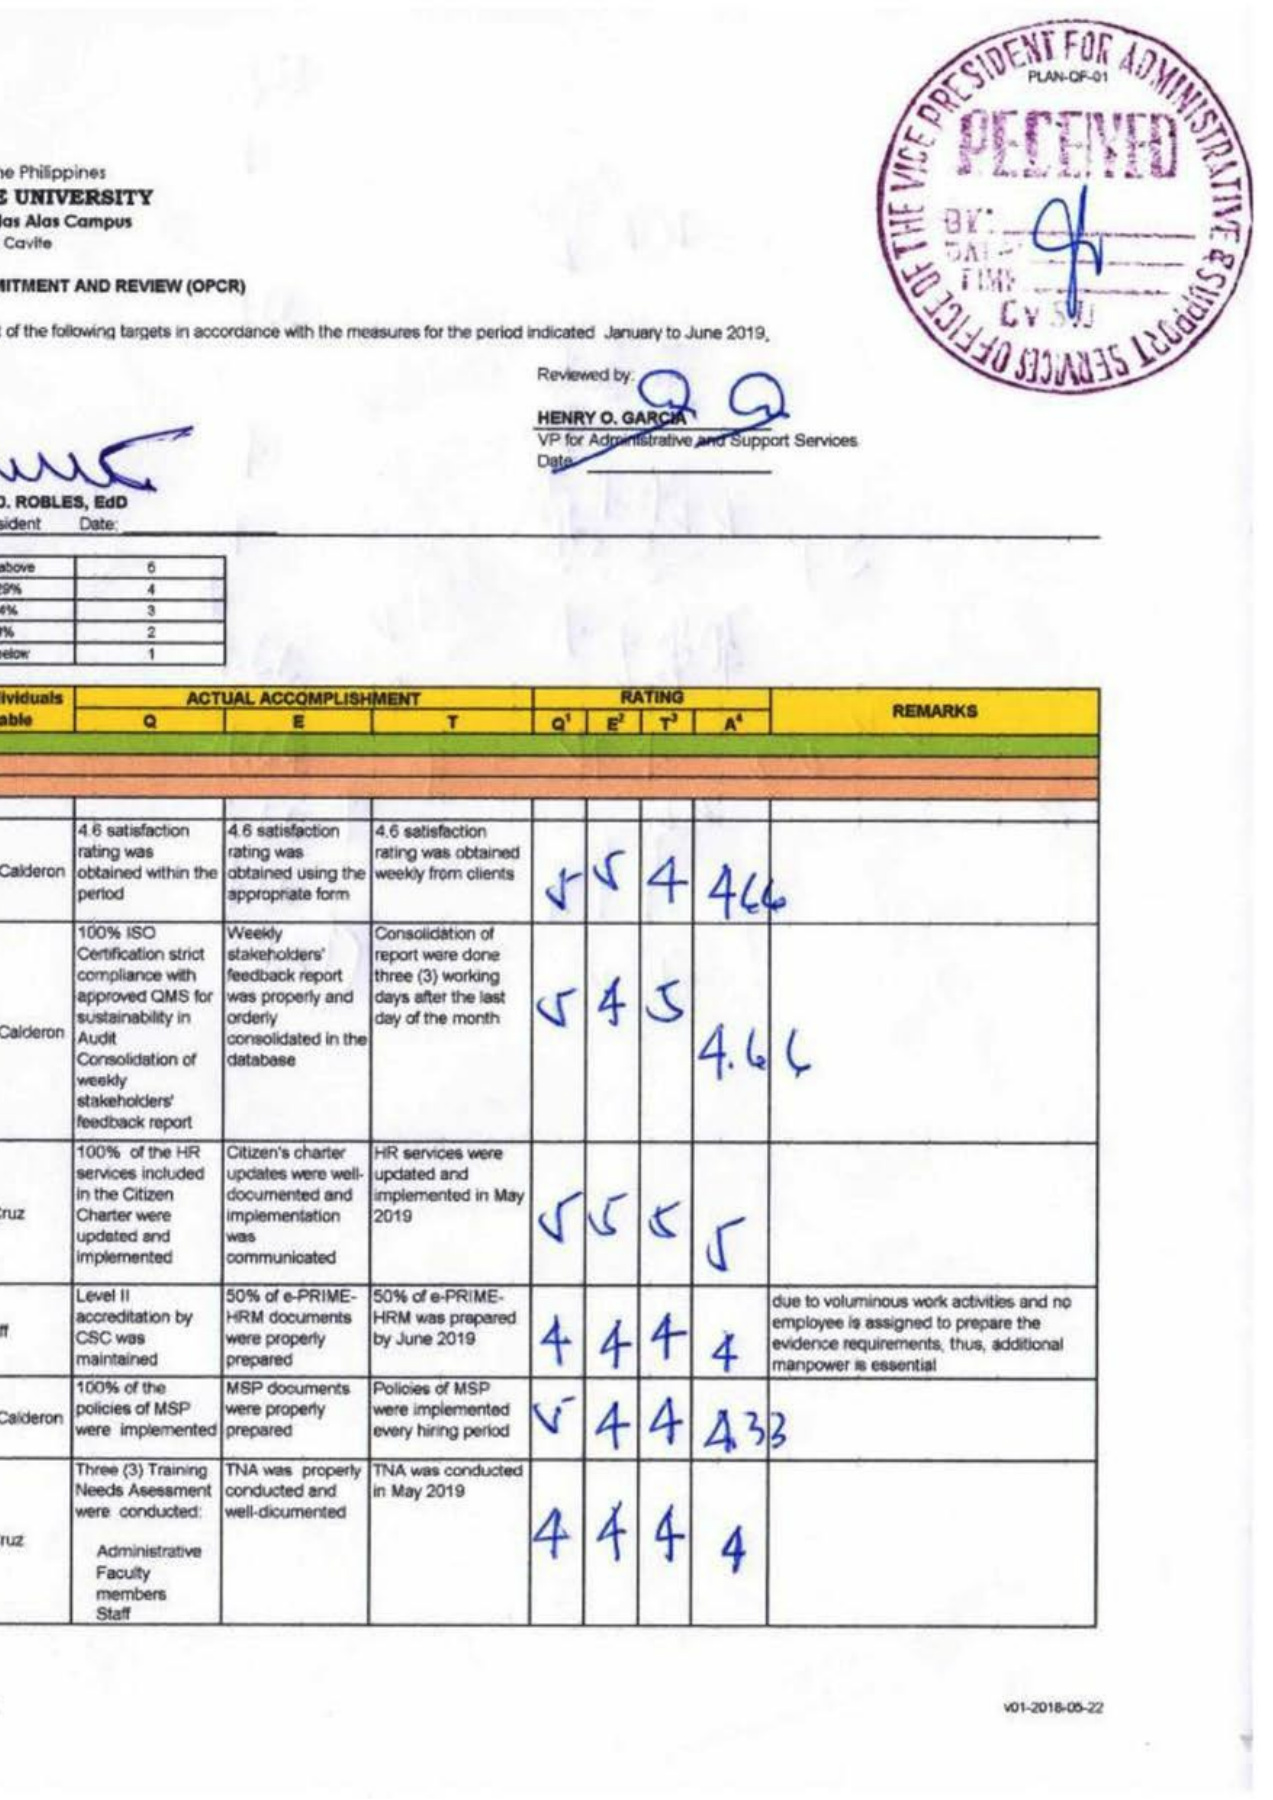 PLAN-QF-01
OFFICE OF THE VICE PRESIDENT FOR ADMINISTRATIVE & SUPPORT SERVICES
RECEIVED
BY:
DATE
TIME
CvSU
ne Philippines
E UNIVERSITY
las Alas Campus
Cavite
MITMENT AND REVIEW (OPCR)
of the following targets in accordance with the measures for the period indicated January to June 2019,
Reviewed by:
HENRY O. GARCIA
VP for Administrative and Support Services
Date
O. ROBLES, EdD
sident Date:
above 5
29% 4
4% 3
% 2
below 1
dividuals ACTUAL ACCOMPLISHMENT RATING REMARKS
able Q E T Q¹ E² T³ A⁴
4.6 satisfaction 4.6 satisfaction 4.6 satisfaction
rating was rating was rating was obtained
Calderon obtained within the obtained using the weekly from clients 5 5 4 4.66
period appropriate form
100% ISO Weekly Consolidation of
Certification strict stakeholders' report were done
compliance with feedback report three (3) working
approved QMS for was properly and days after the last 5 4 5
sustainability in orderly day of the month
Calderon Audit consolidated in the
Consolidation of database 4.66
weekly
stakeholders'
feedback report
100% of the HR Citizen's charter HR services were
services included updates were well- updated and
in the Citizen documented and implemented in May
Cruz Charter were implementation 2019 5 5 5 5
updated and was
implemented communicated
Level II 50% of e-PRIME- 50% of e-PRIME- due to voluminous work activities and no
accreditation by HRM documents HRM was prepared employee is assigned to prepare the
ff CSC was were properly by June 2019 4 4 4 4 evidence requirements, thus, additional
maintained prepared manpower is essential
100% of the MSP documents Policies of MSP
Calderon policies of MSP were properly were implemented 5 4 4 4.33
were implemented prepared every hiring period
Three (3) Training TNA was properly TNA was conducted
Needs Asessment conducted and in May 2019
were conducted: well-dicumented
ruz Administrative 4 4 4 4
Faculty
members
Staff
v01-2018-05-22